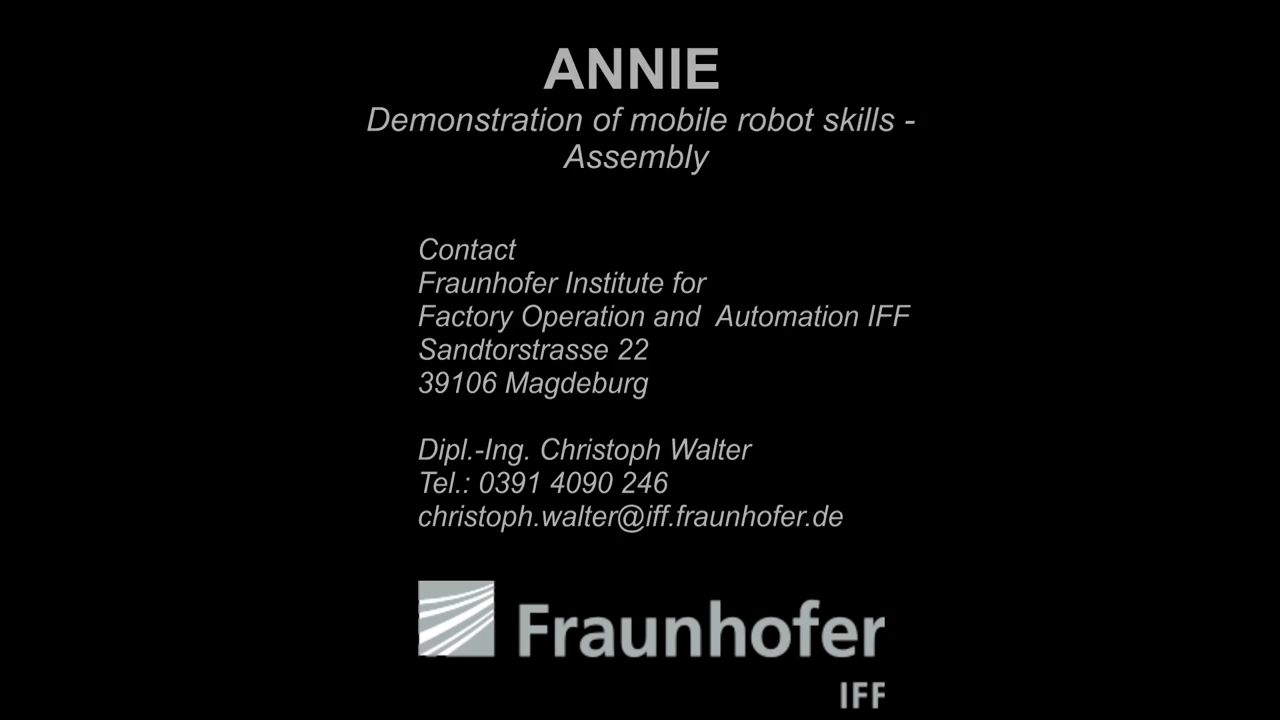 ANNIE
Demonstration of mobile robot skills -
Assembly
Contact
Fraunhofer Institute for
Factory Operation and  Automation IFF
Sandtorstrasse 22
39106 Magdeburg
Dipl.-Ing. Christoph Walter
Tel.: 0391 4090 246
christoph.walter@iff.fraunhofer.de
Fraunhofer
IFF